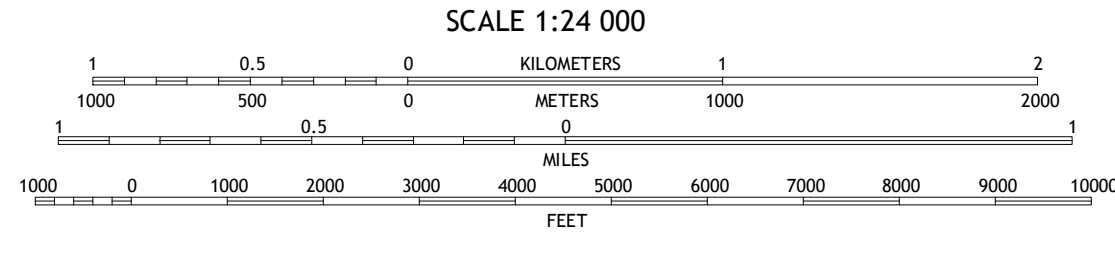 SCALE 1:24 000
1 0.5 0 KILOMETERS 1 2
1000 500 0 METERS 1000 2000
1 0.5 0 1
MILES
1000 0 1000 2000 3000 4000 5000 6000 7000 8000 9000 10000
FEET